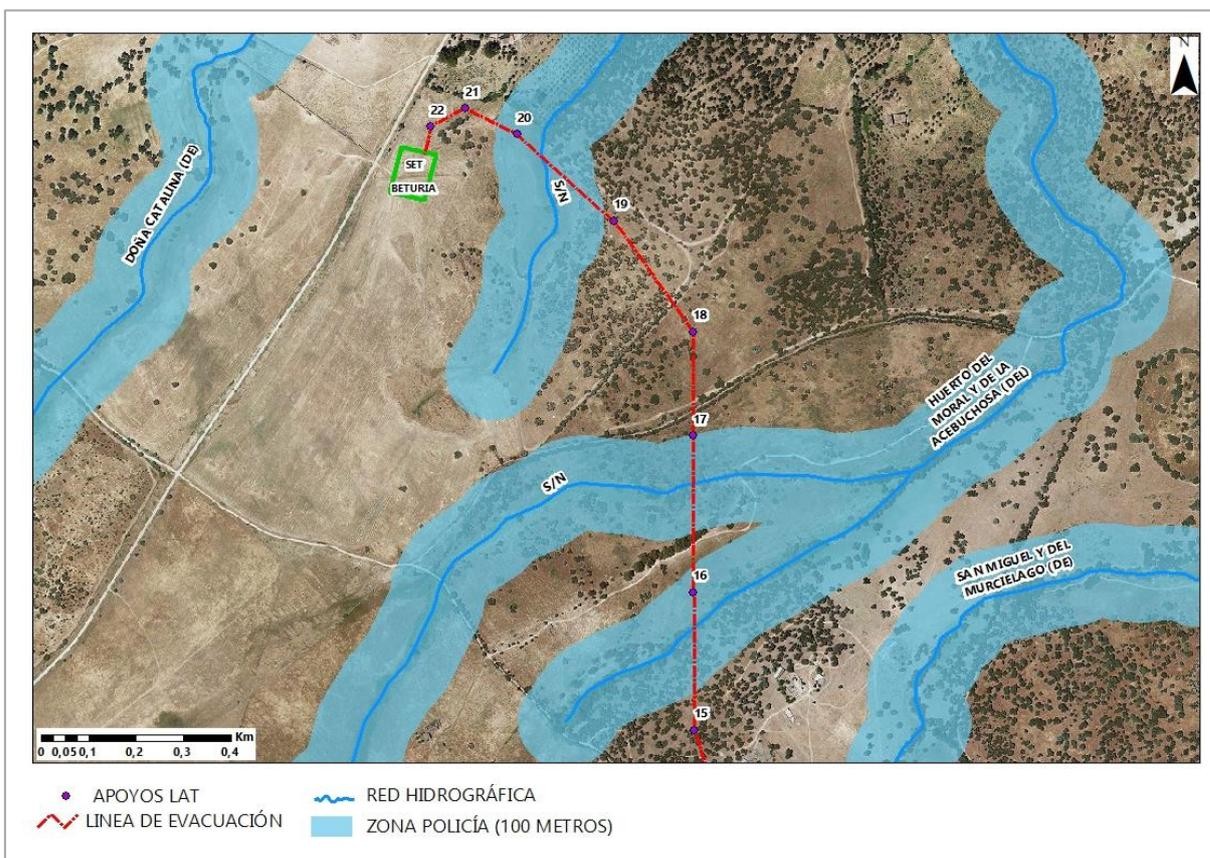 N
21
22
20
SET
BETURIA
S/N
19
DOÑA CATALINA (DE)
18
HUERTO DEL
MORAL Y DE LA
ACEBUCHOSA (DEL)
17
S/N
SAN MIGUEL Y DEL
MURCIELAGO (DE)
16
15
Km
0 0,05 0,1 0,2 0,3 0,4
APOYOS LAT
RED HIDROGRÁFICA
LINEA DE EVACUACIÓN
ZONA POLICÍA (100 METROS)